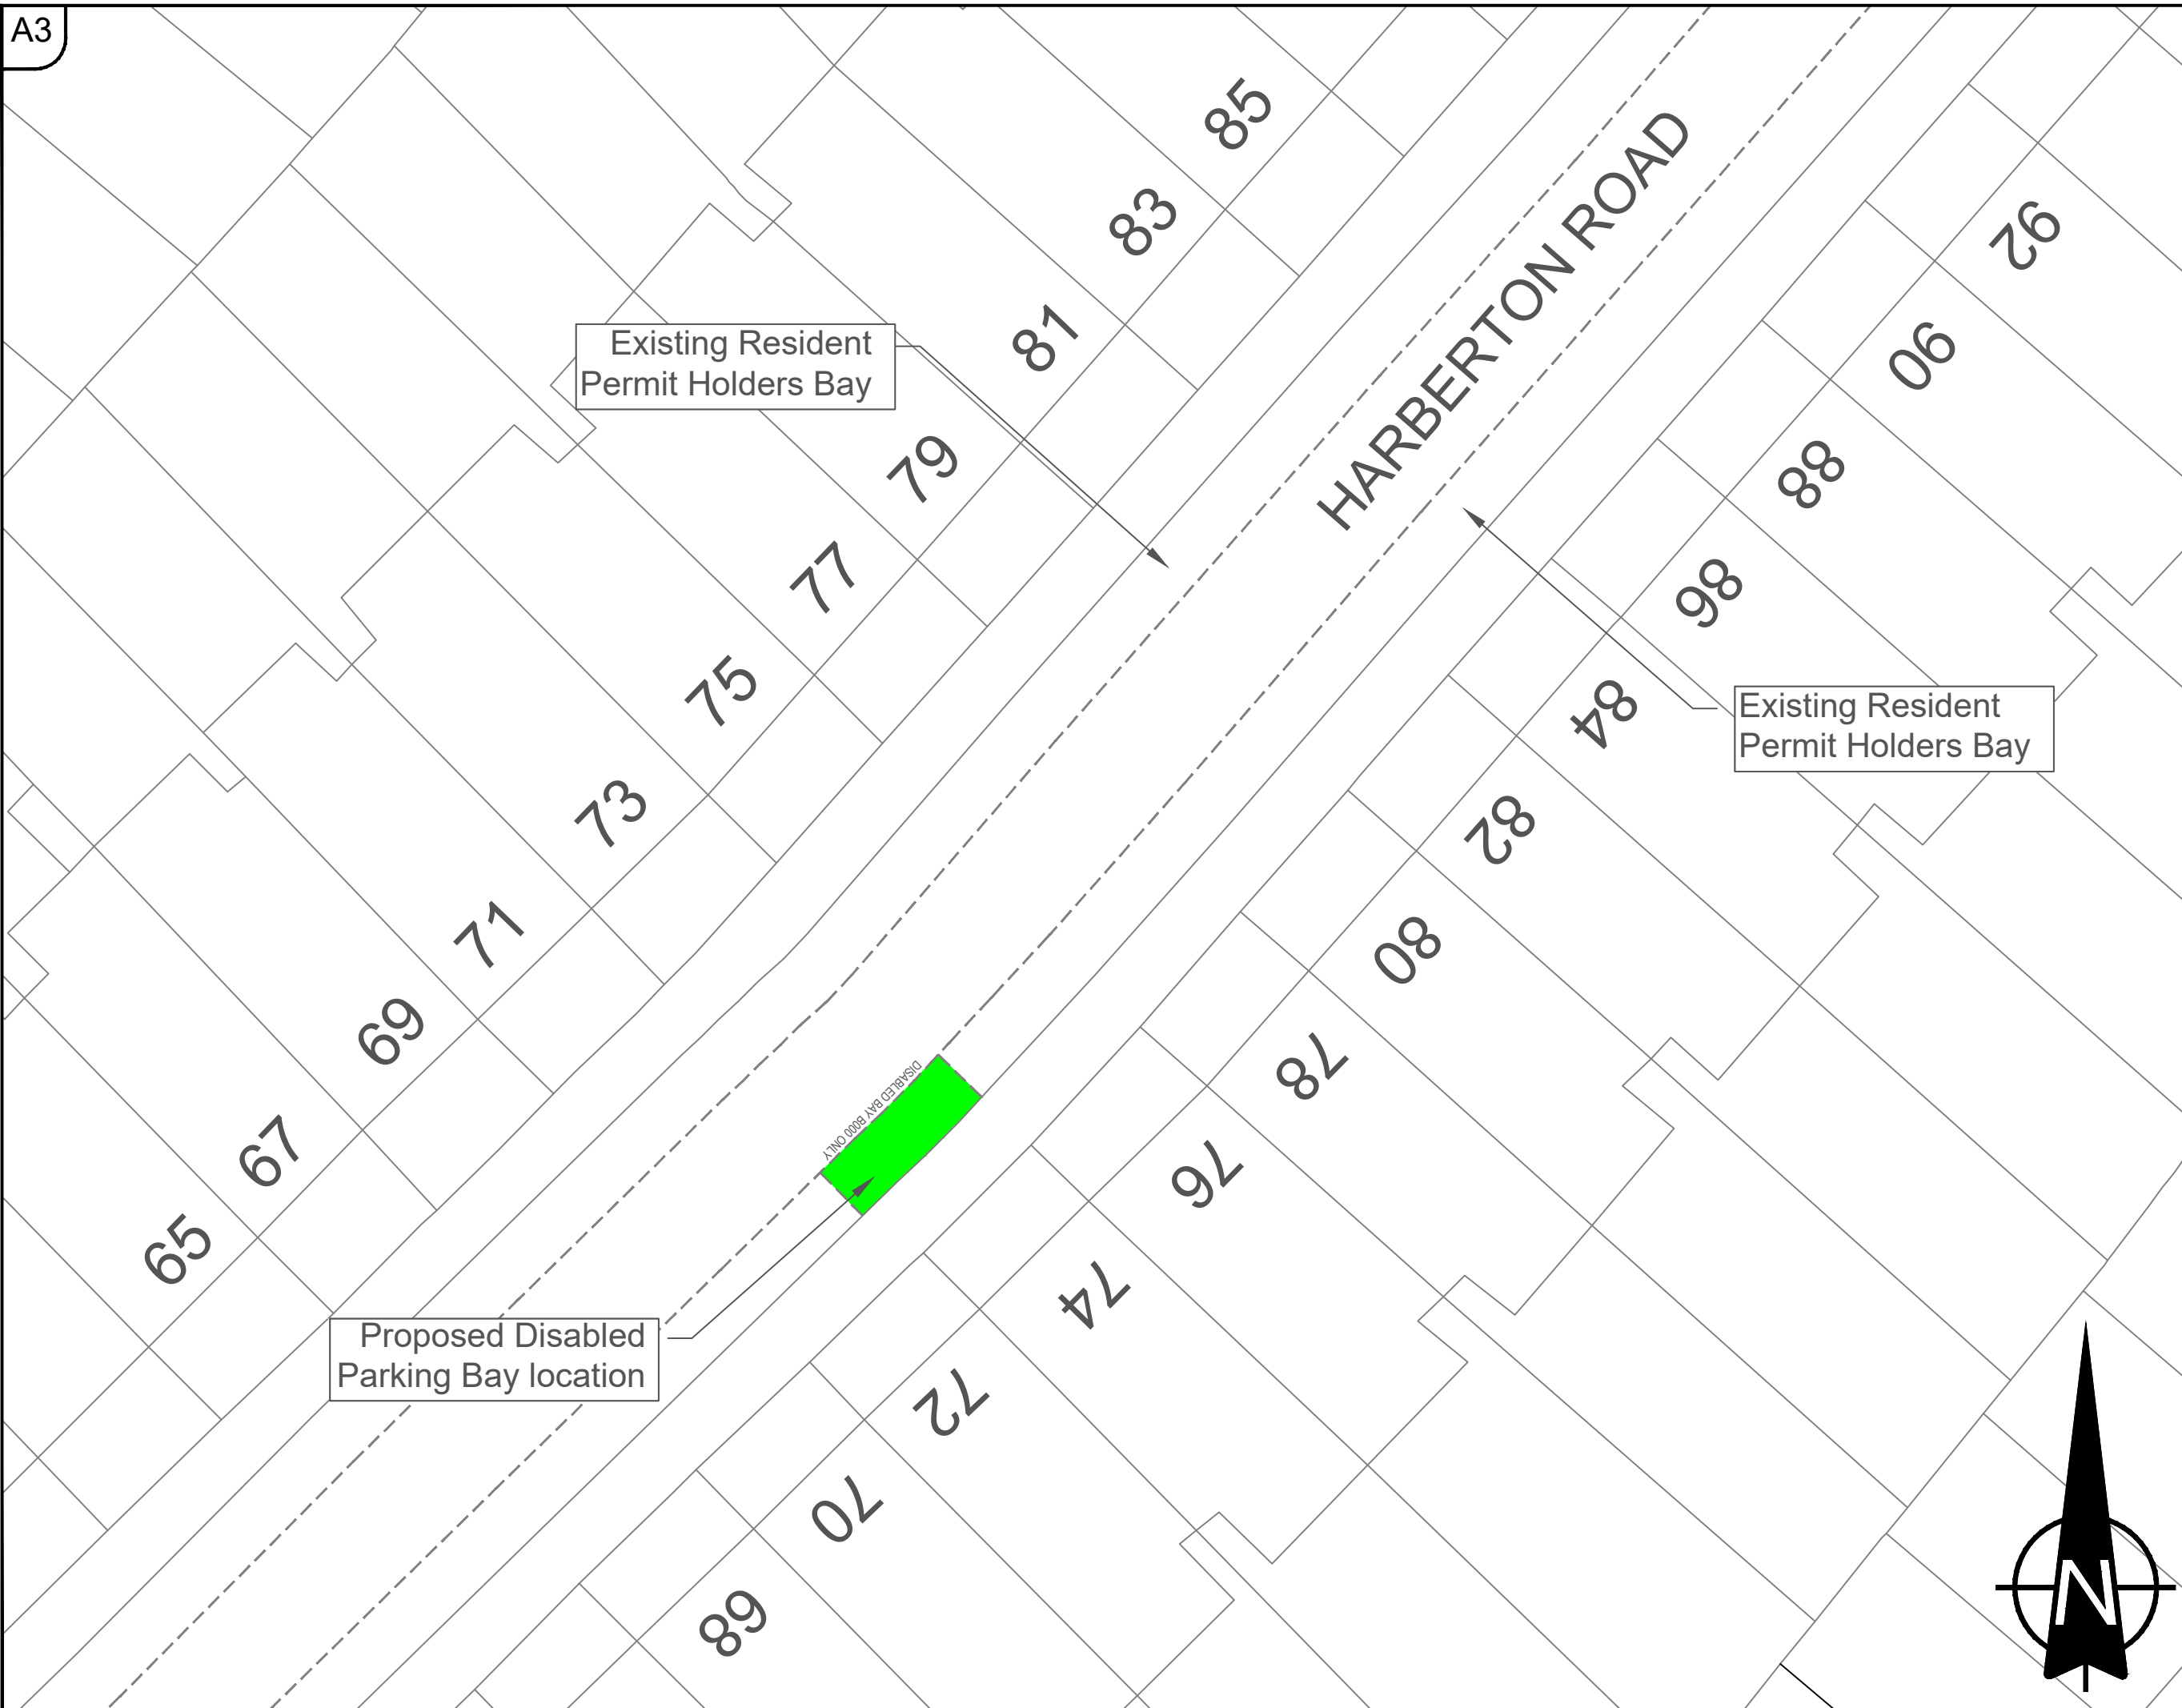 A3
85
83
HARBERTON ROAD
92
81
90
Existing Resident
Permit Holders Bay
79
88
77
86
75
84
Existing Resident
Permit Holders Bay
73
82
71
80
69
78
DISABLED BAY B000 ONLY
67
76
65
74
Proposed Disabled
Parking Bay location
72
70
68
N